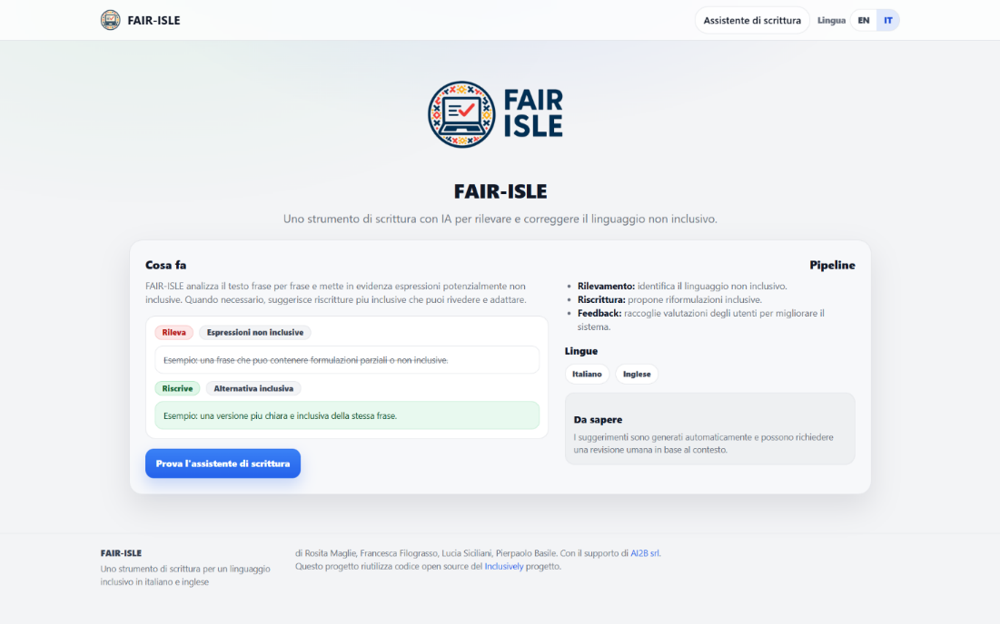 FAIR-ISLE
Assistente di scrittura
Lingua
EN
IT
FAIR
ISLE
FAIR-ISLE
Uno strumento di scrittura con IA per rilevare e correggere il linguaggio non inclusivo.
Cosa fa
FAIR-ISLE analizza il testo frase per frase e mette in evidenza espressioni potenzialmente non
inclusive. Quando necessario, suggerisce riscritture piu inclusive che puoi rivedere e adattare.
Rileva
Espressioni non inclusive
Esempio: una frase che puo contenere formulazioni parziali o non inclusive.
Riscrive
Alternativa inclusiva
Esempio: una versione piu chiara e inclusiva della stessa frase.
Prova l'assistente di scrittura
Pipeline
• Rilevamento: identifica il linguaggio non inclusivo.
• Riscrittura: propone riformulazioni inclusive.
• Feedback: raccoglie valutazioni degli utenti per migliorare il
sistema.
Lingue
Italiano
Inglese
Da sapere
I suggerimenti sono generati automaticamente e possono richiedere
una revisione umana in base al contesto.
FAIR-ISLE
Uno strumento di scrittura per un linguaggio
inclusivo in italiano e inglese
di Rosita Maglie, Francesca Filograsso, Lucia Siciliani, Pierpaolo Basile. Con il supporto di AI2B srl.
Questo progetto riutilizza codice open source del Inclusively progetto.